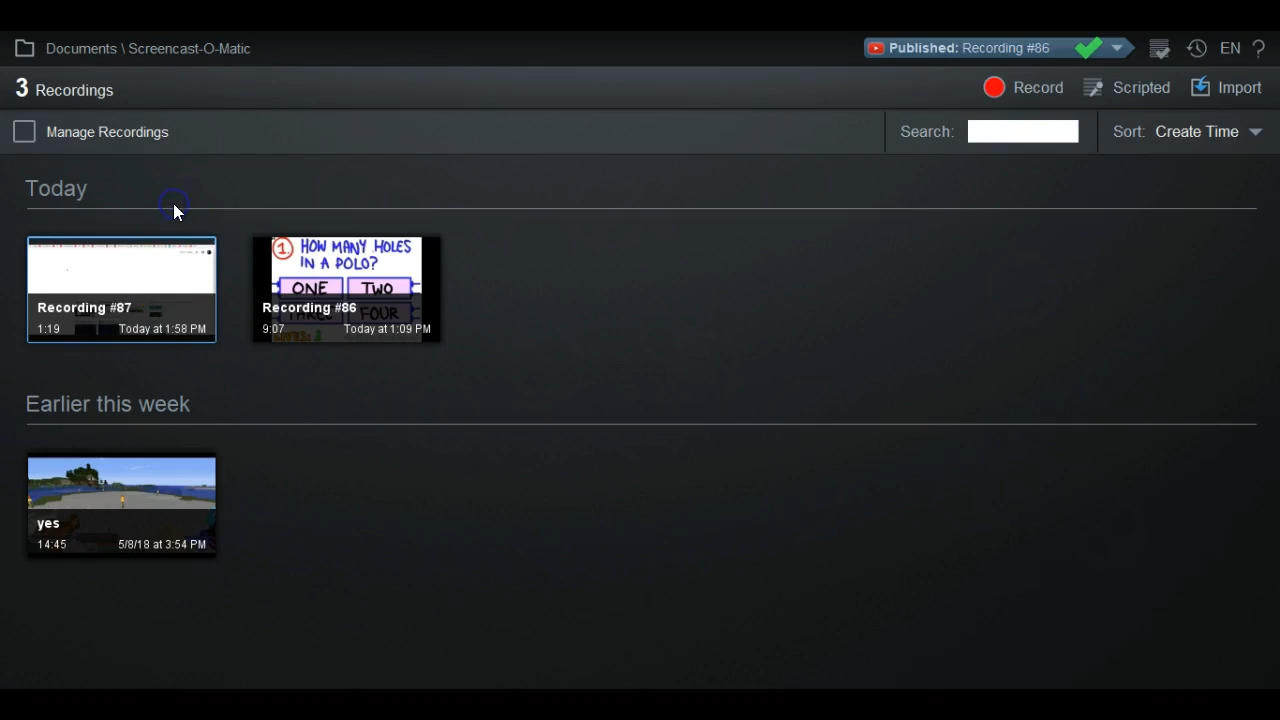 Documents \ Screencast-O-Matic
Published: Recording #86
EN ?
3 Recordings
Record
Scripted
Import
Manage Recordings
Search:
Sort: Create Time
Today
Recording #87
1:19 Today at 1:58 PM
1. HOW MANY HOLES
IN A POLO?
ONE TWO
Recording #86
THREE FOUR
9:07 Today at 1:09 PM
Earlier this week
yes
14:45 5/8/18 at 3:54 PM